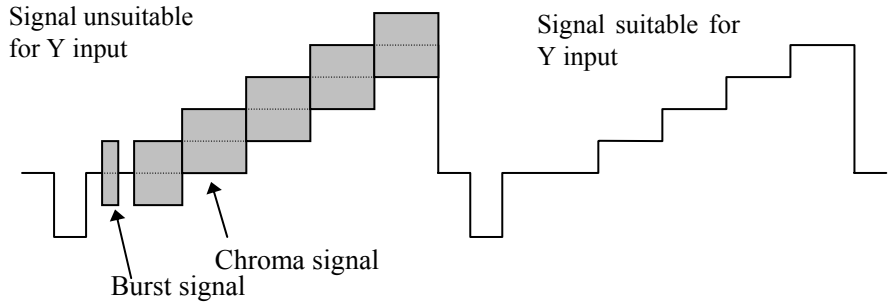 Signal unsuitable
for Y input
Signal suitable for
Y input
Chroma signal
Burst signal